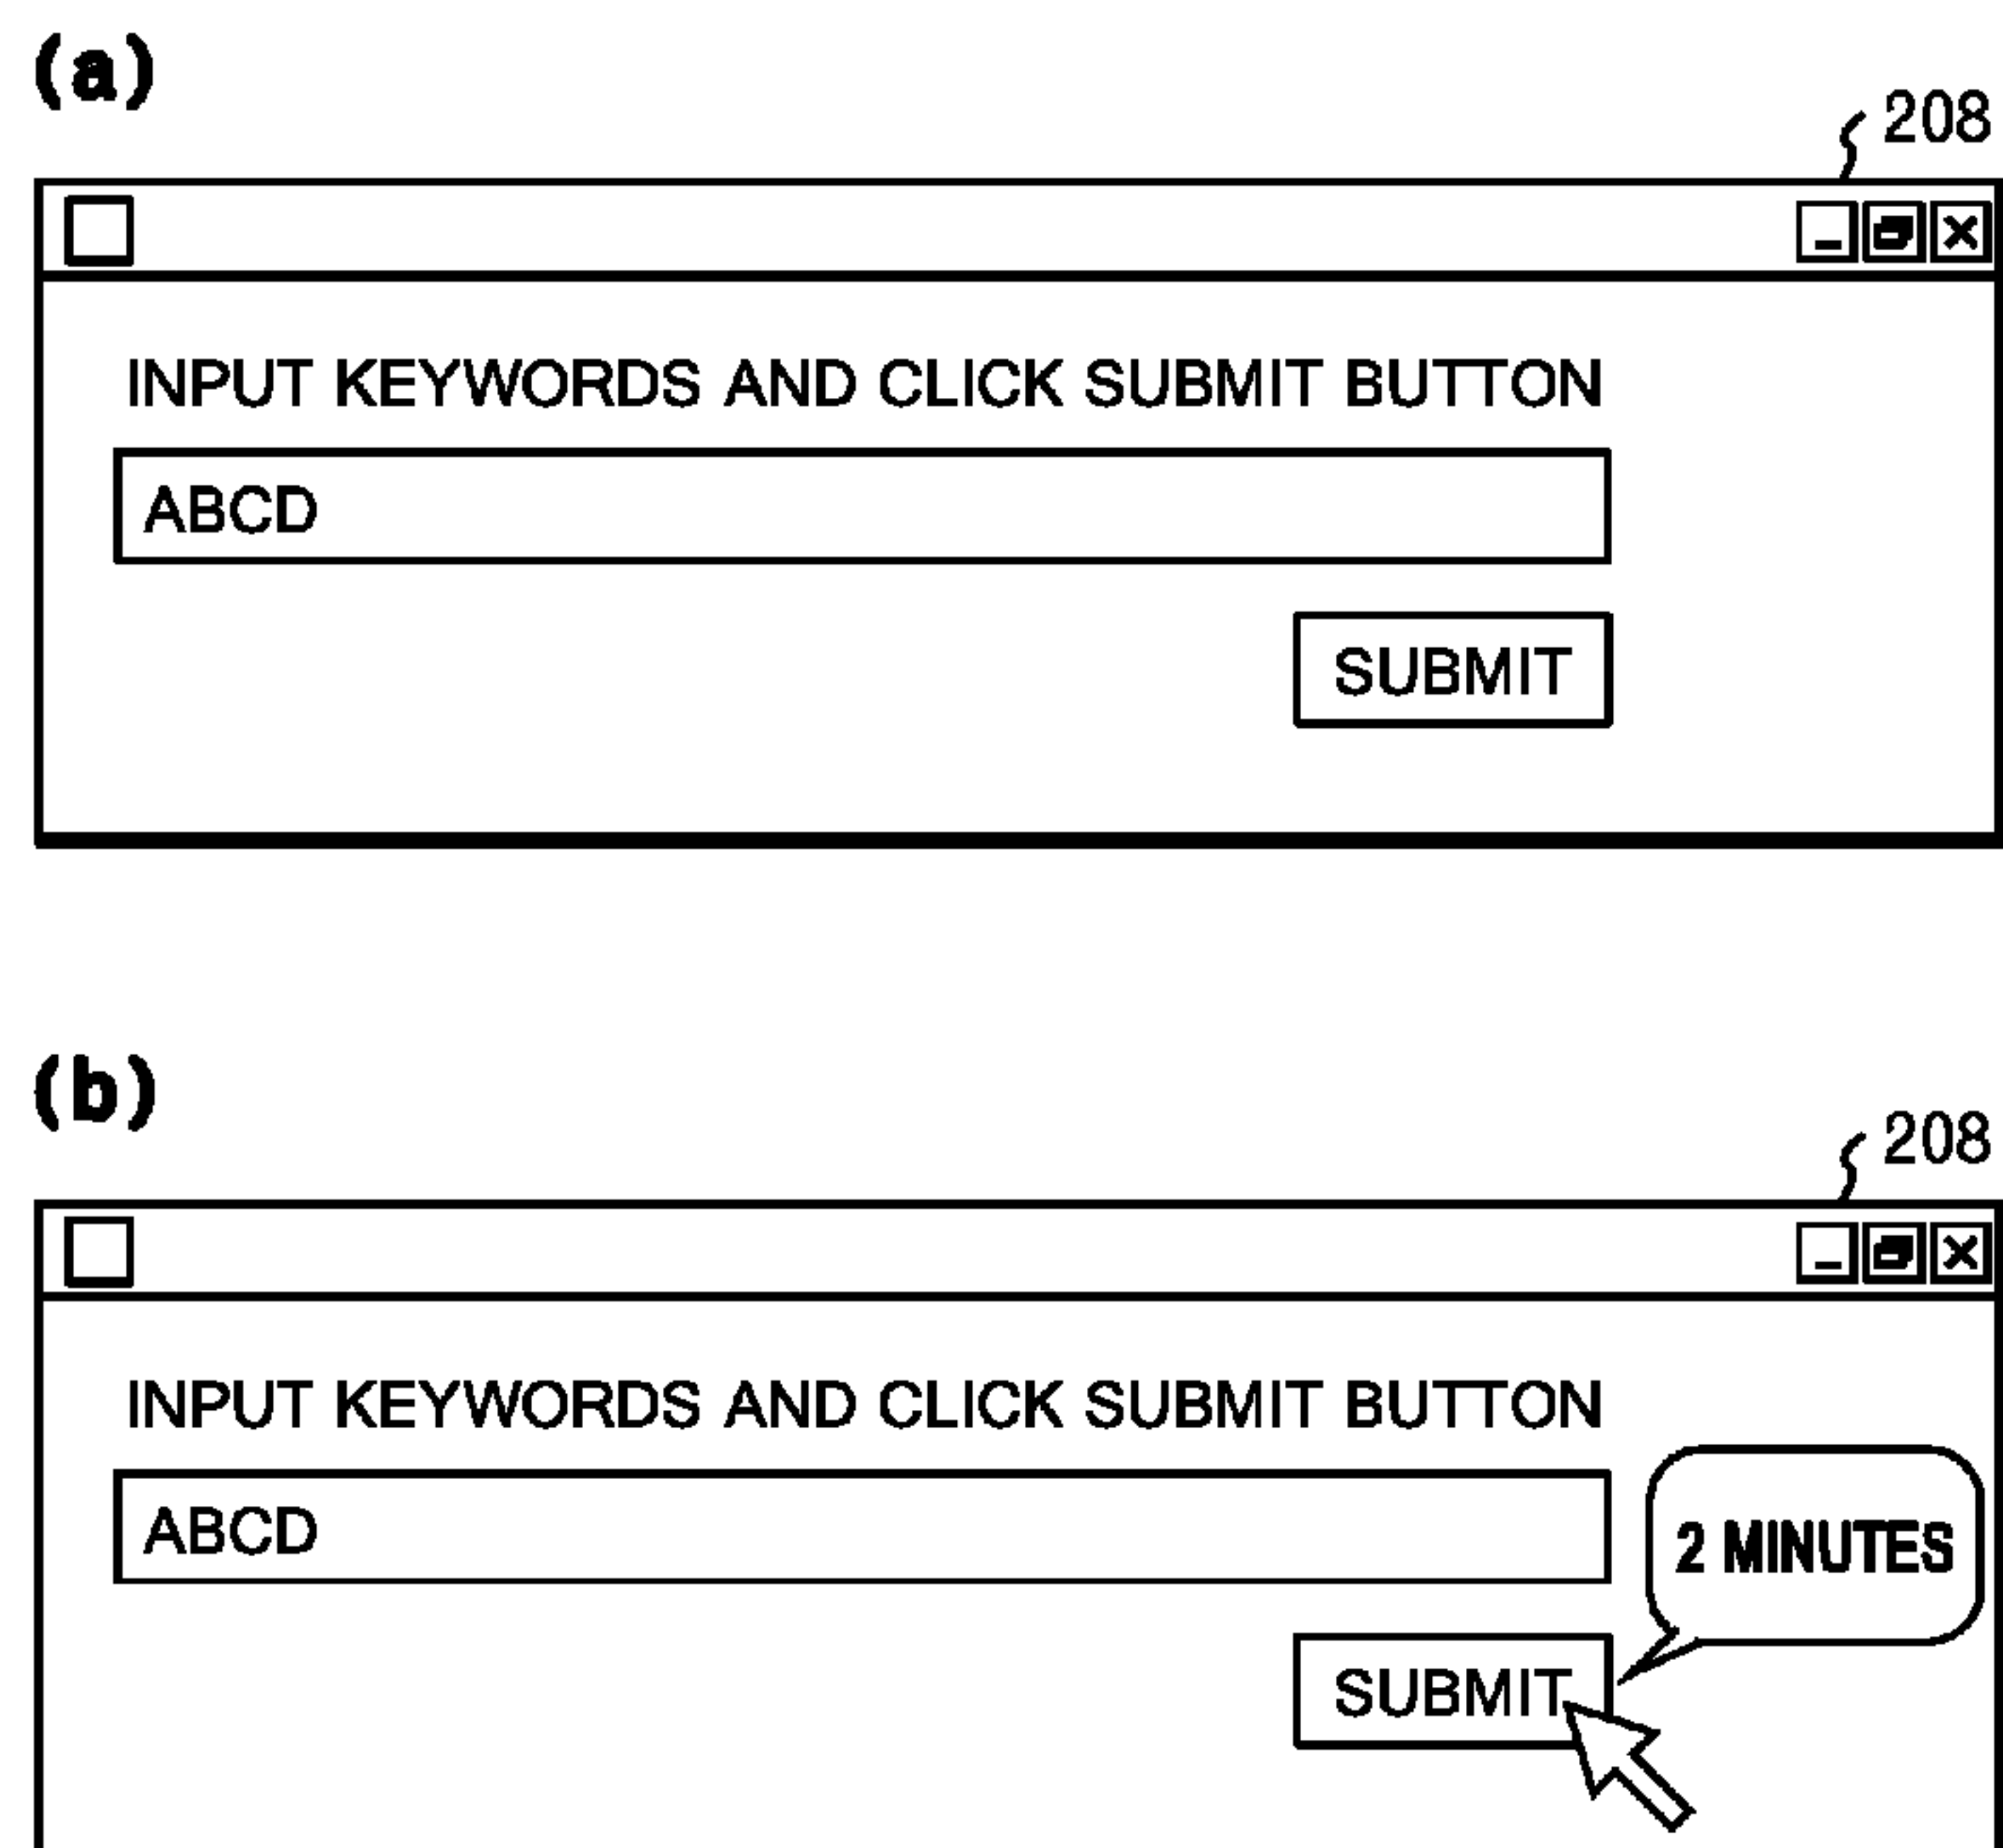 (a)
208
INPUT KEYWORDS AND CLICK SUBMIT BUTTON
ABCD
SUBMIT
(b)
208
INPUT KEYWORDS AND CLICK SUBMIT BUTTON
ABCD
2 MINUTES
SUBMIT